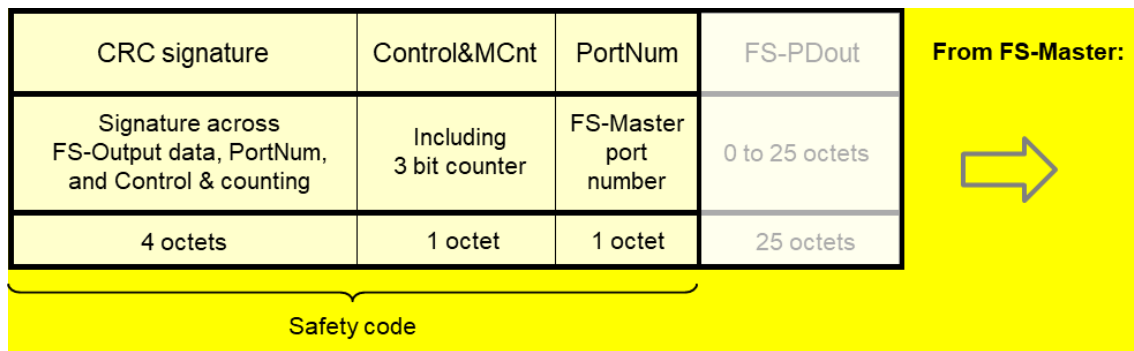 CRC signature
Control&MCnt
PortNum
FS-PDout
From FS-Master:
Signature across
FS-Output data, PortNum,
and Control & counting
Including
3 bit counter
FS-Master
port
number
0 to 25 octets
4 octets
1 octet
1 octet
25 octets
Safety code